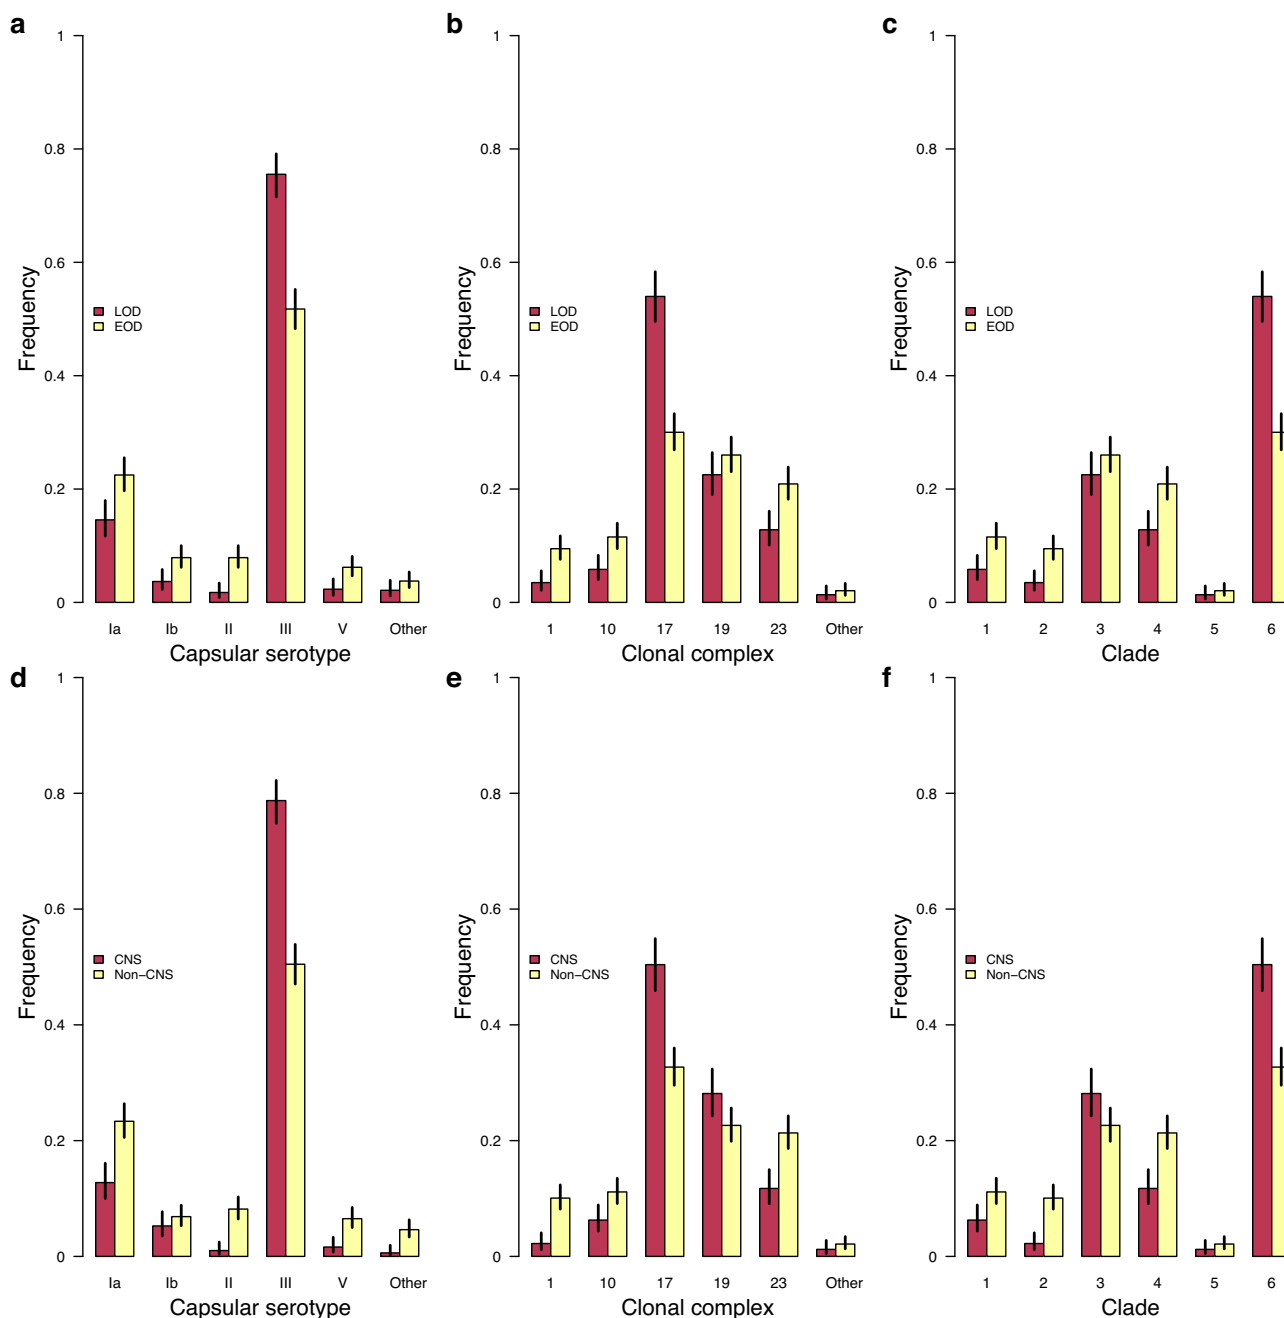 a
1
0.8
0.6
0.4
0.2
0
Frequency
LOD
EOD
Ia Ib II III V Other
Capsular serotype
b
1
0.8
0.6
0.4
0.2
0
Frequency
LOD
EOD
1 10 17 19 23 Other
Clonal complex
c
1
0.8
0.6
0.4
0.2
0
Frequency
LOD
EOD
1 2 3 4 5 6
Clade
d
1
0.8
0.6
0.4
0.2
0
Frequency
CNS
Non−CNS
Ia Ib II III V Other
Capsular serotype
e
1
0.8
0.6
0.4
0.2
0
Frequency
CNS
Non−CNS
1 10 17 19 23 Other
Clonal complex
f
1
0.8
0.6
0.4
0.2
0
Frequency
CNS
Non−CNS
1 2 3 4 5 6
Clade